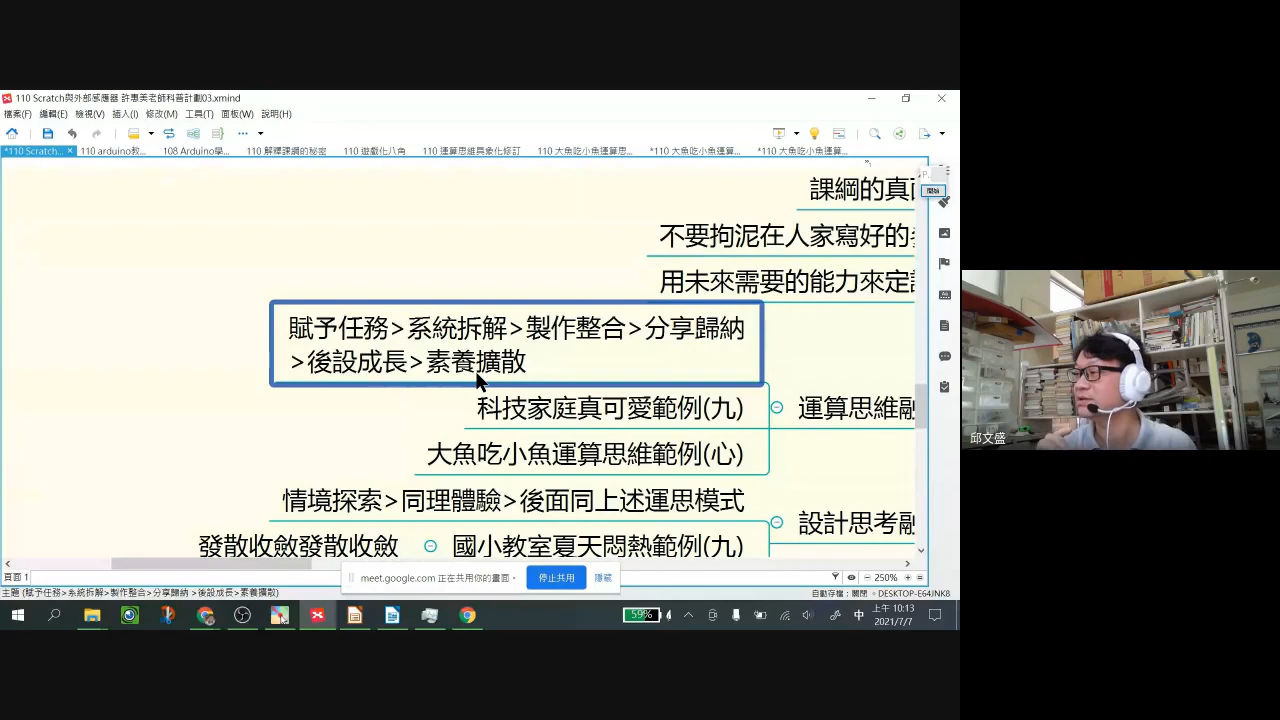 110 Scratch與外部感應器 許惠美老師科普計劃03.xmind
檔案(F) 編輯(E) 檢視(V) 插入(I) 修改(M) 工具(T) 面板(W) 說明(H)
*110 Scratch... 110 arduino教... 108 Arduino學... 110 解釋課綱的秘密 110 遊戲化八角 110 運算思維具象化修訂 110 大魚吃小魚運算思... *110 大魚吃小魚運算... *110 大魚吃小魚運算...
開始
課綱的真
不要拘泥在人家寫好的
用未來需要的能力來定
賦予任務>系統拆解>製作整合>分享歸納
>後設成長>素養擴散
科技家庭真可愛範例(九)
運算思維融
大魚吃小魚運算思維範例(心)
情境探索>同理體驗>後面同上述運思模式
設計思考融
發散收斂發散收斂
國小教室夏天悶熱範例(九)
邱文盛
頁面 1
meet.google.com 正在共用你的畫面。
停止共用
隱藏
250%
主題 (賦予任務>系統拆解>製作整合>分享歸納 >後設成長>素養擴散)
自動存檔：關閉
DESKTOP-E64JNK8
59%
中
上午 10:13
2021/7/7